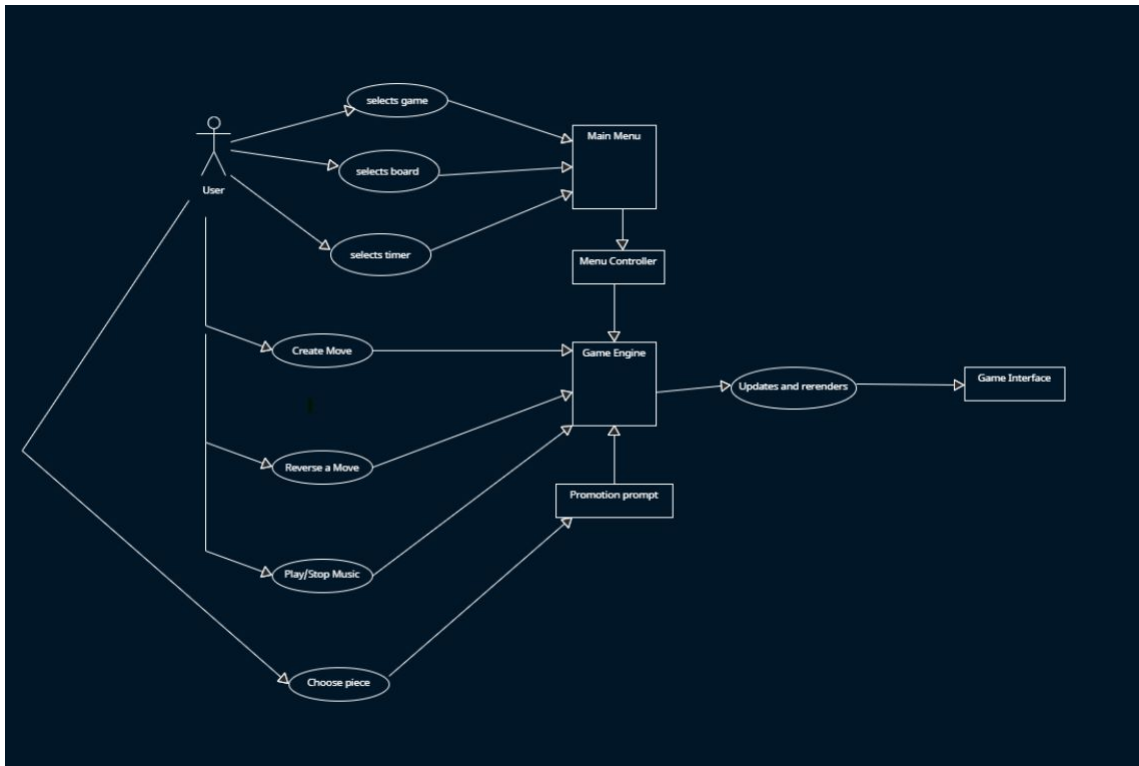 selects game
Main Menu
selects board
User
selects timer
Menu Controller
Create Move
Game Engine
Updates and rerenders
Game Interface
Reverse a Move
Promotion prompt
Play/Stop Music
Choose piece